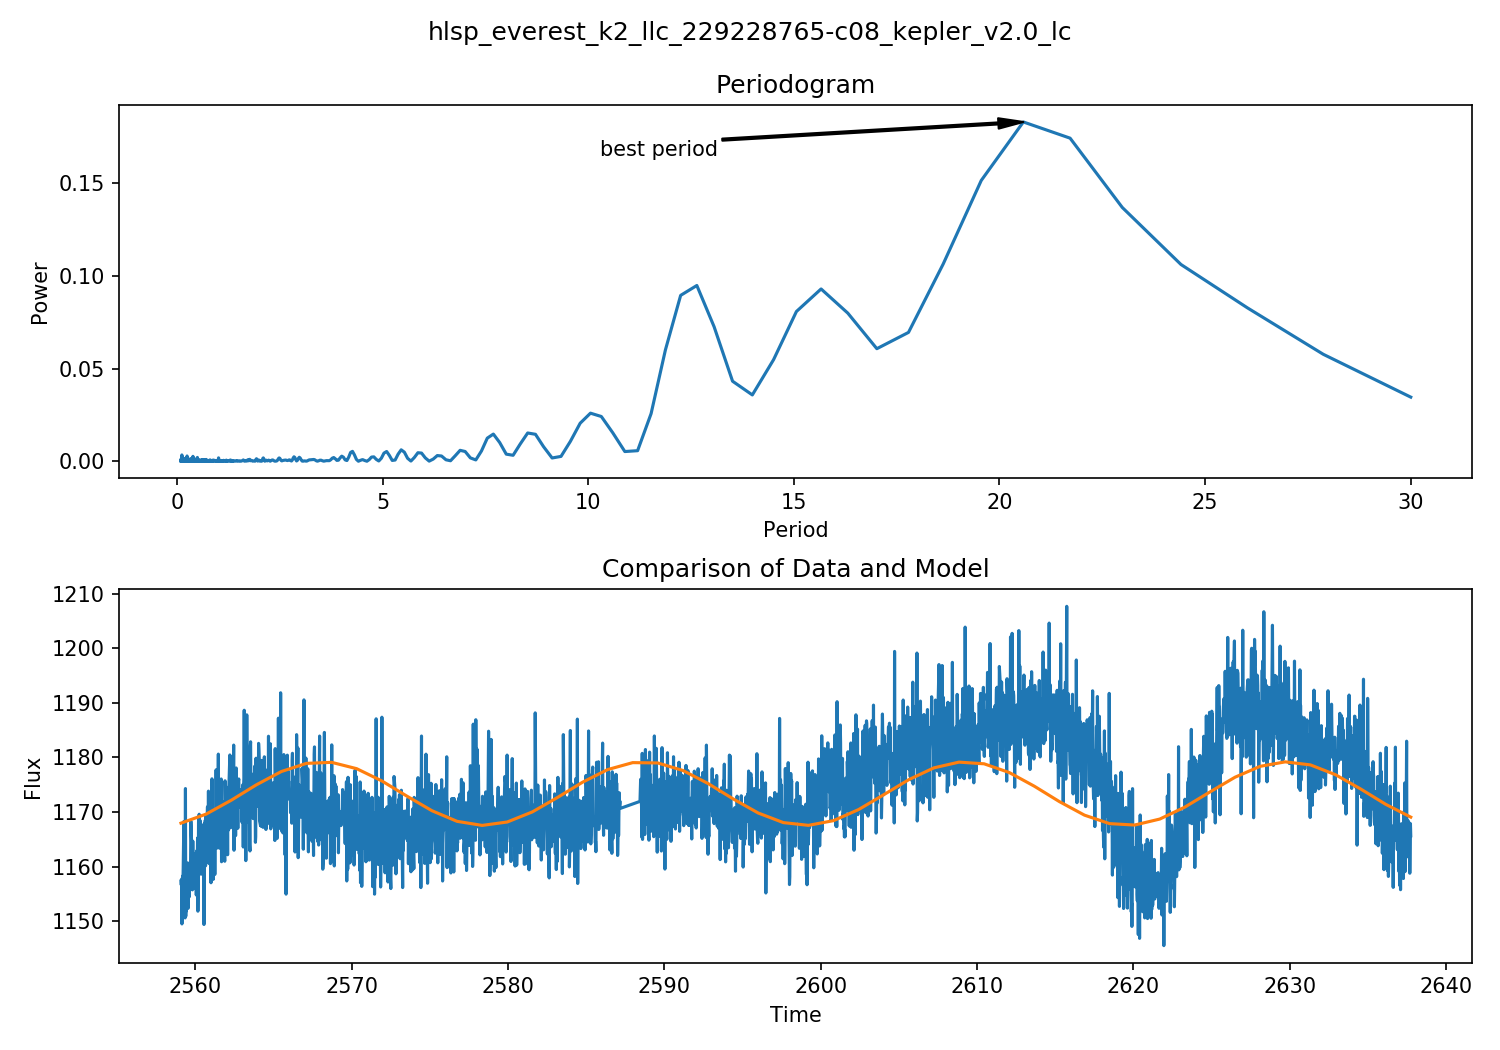 hlsp_everest_k2_llc_229228765-c08_kepler_v2.0_lc
Periodogram
best period
Power
0.15
0.10
0.05
0.00
0 5 10 15 20 25 30
Period
Comparison of Data and Model
Flux
1210
1200
1190
1180
1170
1160
1150
2560 2570 2580 2590 2600 2610 2620 2630 2640
Time